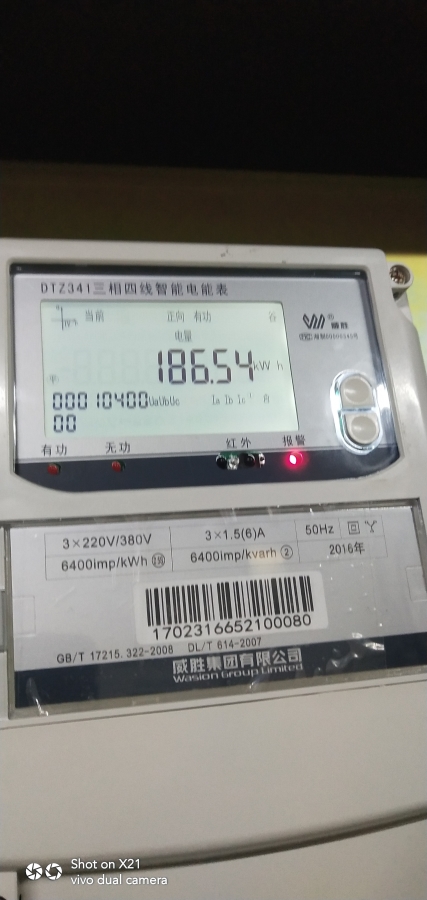 DTZ341三相四线智能电能表
当前 正向 有功 谷
电量
186.54 kWh
00010400 UaUbUc Ia Ib Ic
00
威胜
有功 无功 红外 报警
3×220V/380V 3×1.5(6)A 50Hz
6400imp/kWh 6400imp/kvarh ② 2016年
1702316652100080
GB/T 17215.322-2008 DL/T 614-2007
威胜集团有限公司
Wasion Group Limited
Shot on X21
vivo dual camera